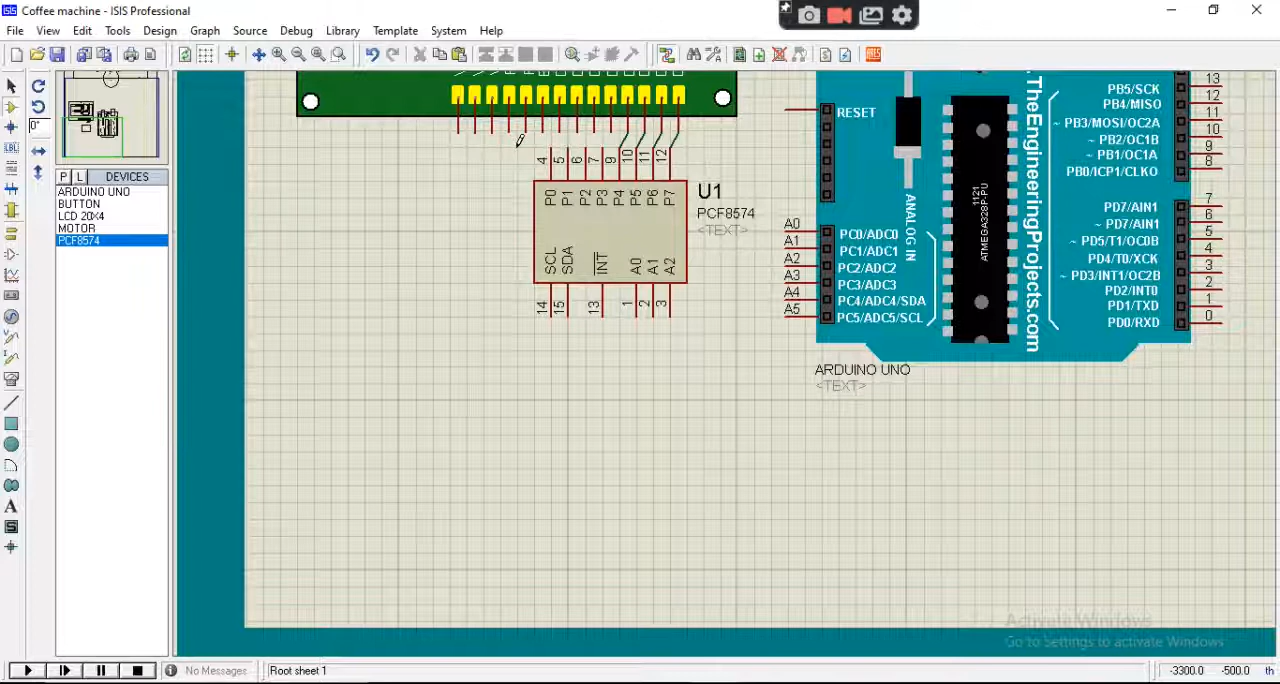 Coffee machine - ISIS Professional
File View Edit Tools Design Graph Source Debug Library Template System Help
0°
P L DEVICES
ARDUINO UNO
BUTTON
LCD 20X4
MOTOR
PCF8574
4 5 6 7 9 10 11 12
P0 P1 P2 P3 P4 P5 P6 P7
SCL SDA INT A0 A1 A2
14 15 13 1 2 3
U1
PCF8574
<TEXT>
RESET
A0
A1
A2
A3
A4
A5
PC0/ADC0
PC1/ADC1
PC2/ADC2
PC3/ADC3
PC4/ADC4/SDA
PC5/ADC5/SCL
ANALOG IN
1121
ATMEGA328P-PU
.TheEngineeringProjects.com
13
PB5/SCK 12
PB4/MISO 11
~ PB3/MOSI/OC2A 10
~ PB2/OC1B 9
~ PB1/OC1A 8
PB0/ICP1/CLKO
PD7/AIN1 7
~ PD7/AIN1 6
~ PD5/T1/OC0B 5
PD4/T0/XCK 4
~ PD3/INT1/OC2B 3
PD2/INT0 2
PD1/TXD 1
PD0/RXD 0
ARDUINO UNO
<TEXT>
Activate Windows
Go to Settings to activate Windows
No Messages
Root sheet 1
-3300.0 -500.0 th